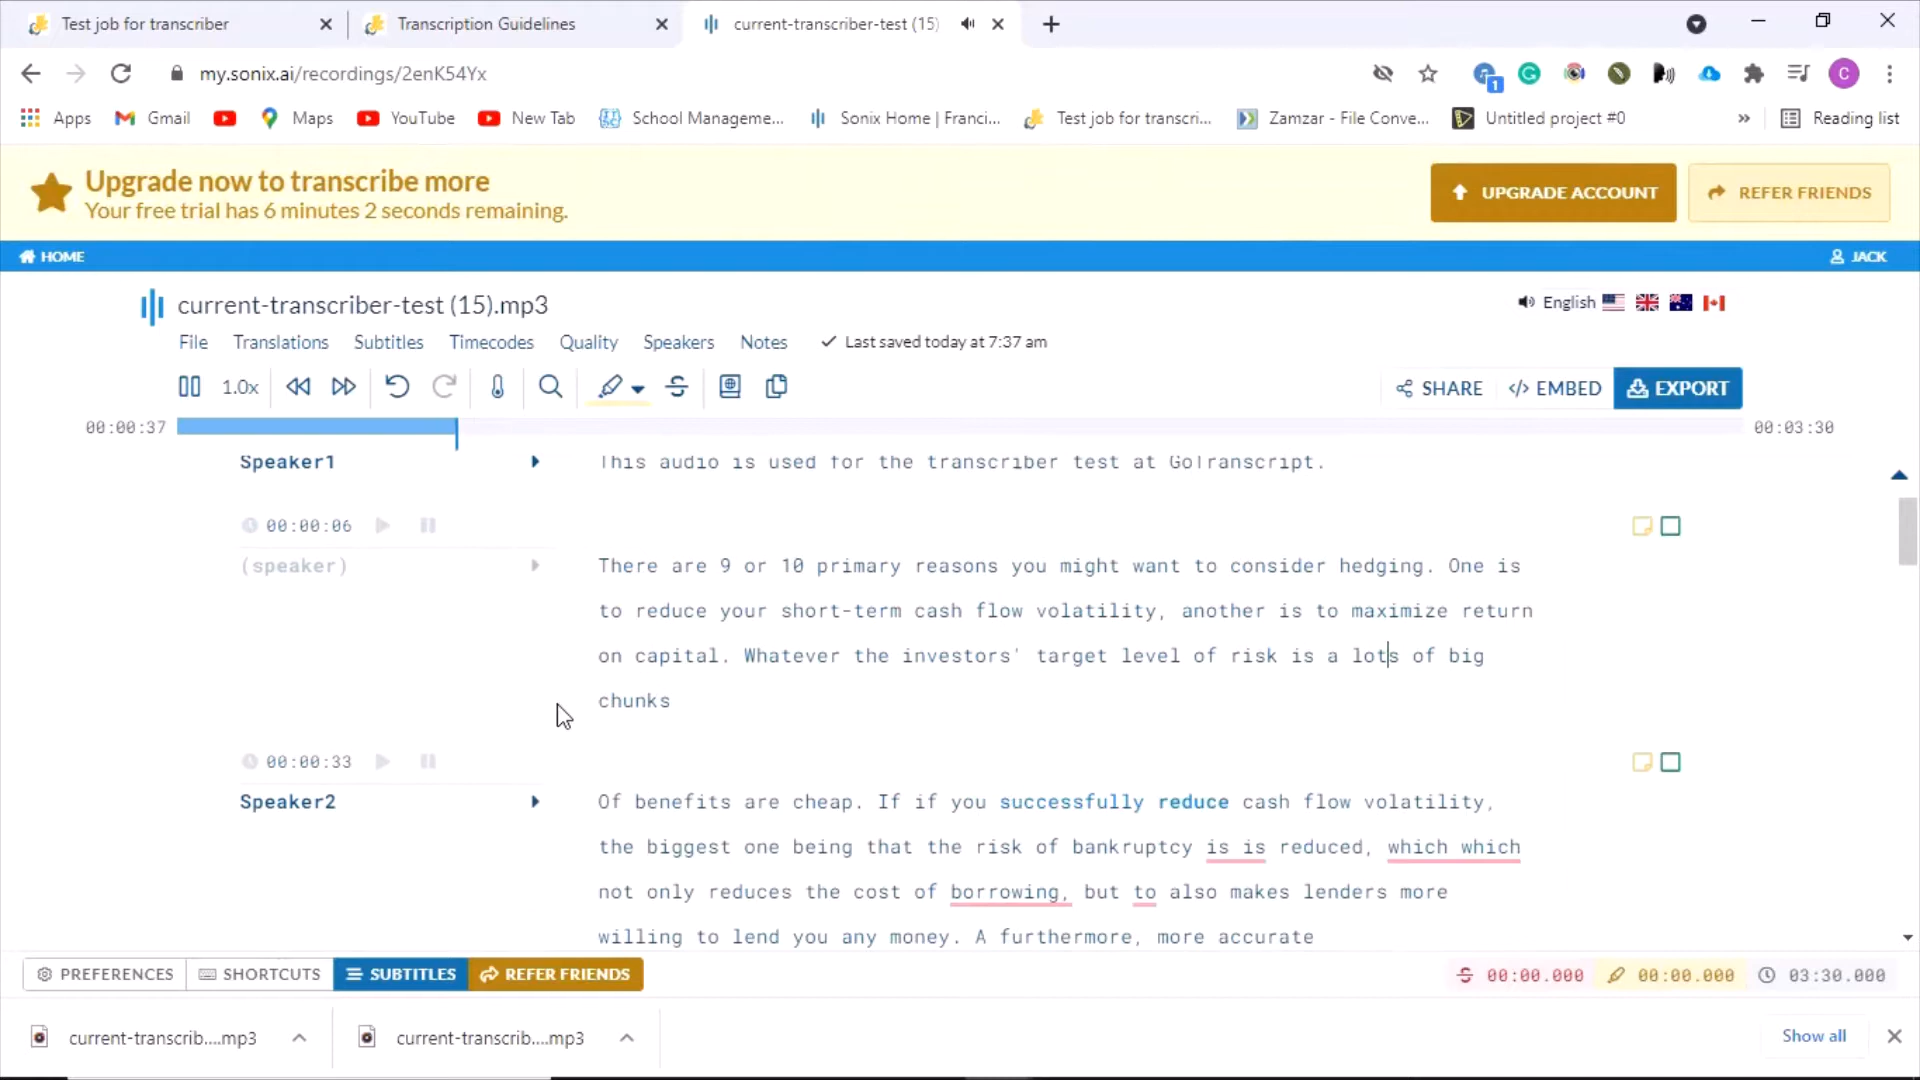 Test job for transcriber
Transcription Guidelines
current-transcriber-test (15)
my.sonix.ai/recordings/2enK54Yx
1
C
Apps
Gmail
Maps
YouTube
New Tab
School Manageme...
Sonix Home | Franci...
Test job for transcri...
Zamzar - File Conve...
Untitled project #0
»
Reading list
Upgrade now to transcribe more
Your free trial has 6 minutes 2 seconds remaining.
UPGRADE ACCOUNT
REFER FRIENDS
HOME
JACK
current-transcriber-test (15).mp3
English
File
Translations
Subtitles
Timecodes
Quality
Speakers
Notes
Last saved today at 7:37 am
1.0x
SHARE
</> EMBED
EXPORT
00:00:37
00:03:30
Speaker1
This audio is used for the transcriber test at GoTranscript.
00:00:06
(speaker)
There are 9 or 10 primary reasons you might want to consider hedging. One is
to reduce your short-term cash flow volatility, another is to maximize return
on capital. Whatever the investors' target level of risk is a lots of big
chunks
00:00:33
Speaker2
Of benefits are cheap. If if you successfully reduce cash flow volatility,
the biggest one being that the risk of bankruptcy is is reduced, which which
not only reduces the cost of borrowing, but to also makes lenders more
willing to lend you any money. A furthermore, more accurate
PREFERENCES
SHORTCUTS
SUBTITLES
REFER FRIENDS
00:00.000
00:00.000
03:30.000
current-transcrib....mp3
current-transcrib....mp3
Show all